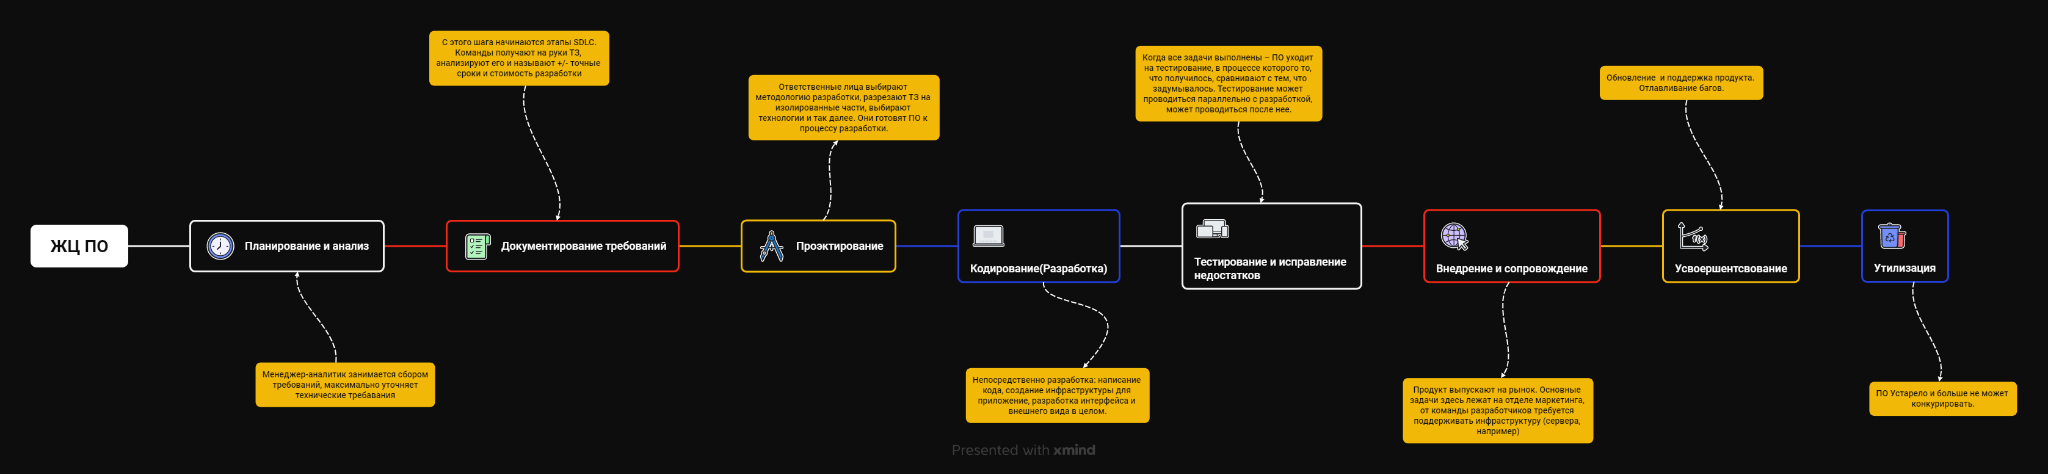 С этого шага начинаются этапы SDLC.
Команды получают на руки ТЗ,
анализируют его и называют +/- точные
сроки и стоимость разработки
Ответственные лица выбирают
методологию разработки, разрезают ТЗ на
изолированные части, выбирают
технологии и так далее. Они готовят ПО к
процессу разработки.
Когда все задачи выполнены – ПО уходит
на тестирование, в процессе которого то,
что получилось, сравнивают с тем, что
задумывалось. Тестирование может
проводиться параллельно с разработкой,
может проводиться после нее.
Обновление и поддержка продукта.
Отлавливание багов.
ЖЦ ПО
Планирование и анализ
Документирование требований
Проэктирование
Кодирование(Разработка)
Тестирование и исправление
недостатков
Внедрение и сопровождение
f(x)
Усвоершентсвование
Утилизация
Менеджер-аналитик занимается сбором
требований, максимально уточняет
технические требавания
Непосредственно разработка: написание
кода, создание инфраструктуры для
приложение, разработка интерфейса и
внешнего вида в целом.
Продукт выпускают на рынок. Основные
задачи здесь лежат на отделе маркетинга,
от команды разработчиков требуется
поддерживать инфраструктуру (сервера,
например)
ПО Устарело и больше не может
конкурировать.
Presented with xmind